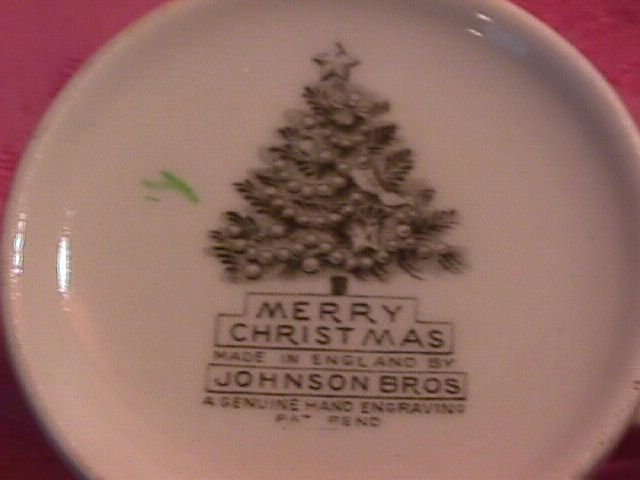 MERRY
CHRISTMAS
MADE IN ENGLAND BY
JOHNSON BROS
A GENUINE HAND ENGRAVING
PAT PEND